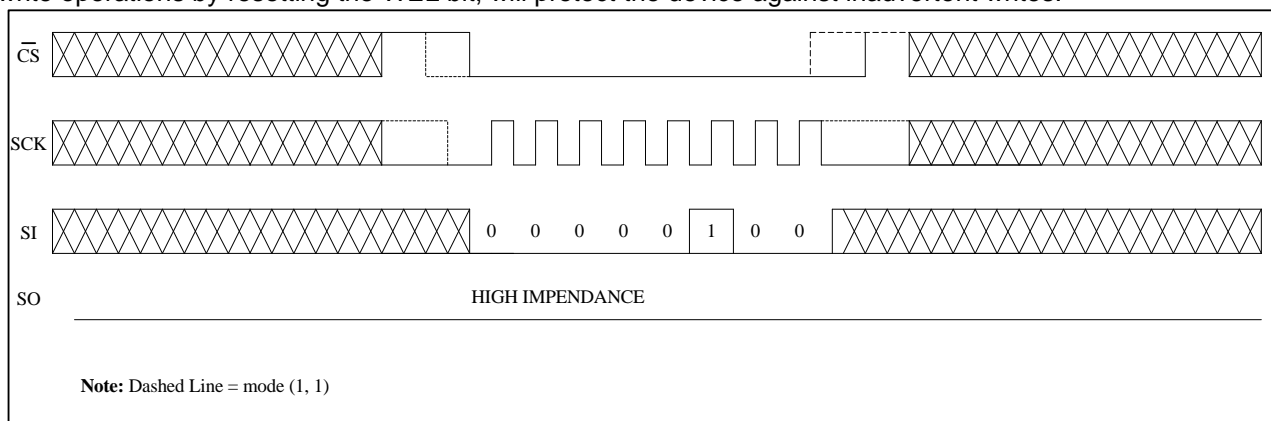 write operations by resetting the WEL bit, will protect the device against inadvertent writes.
CS
SCK
SI 0 0 0 0 0 1 0 0
SO HIGH IMPENDANCE
Note: Dashed Line = mode (1, 1)